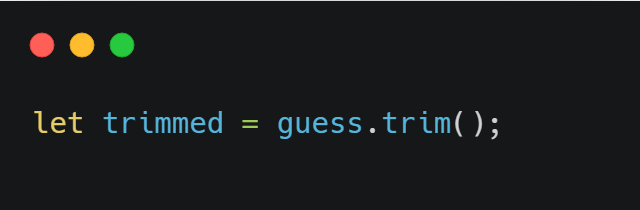 let trimmed = guess.trim();